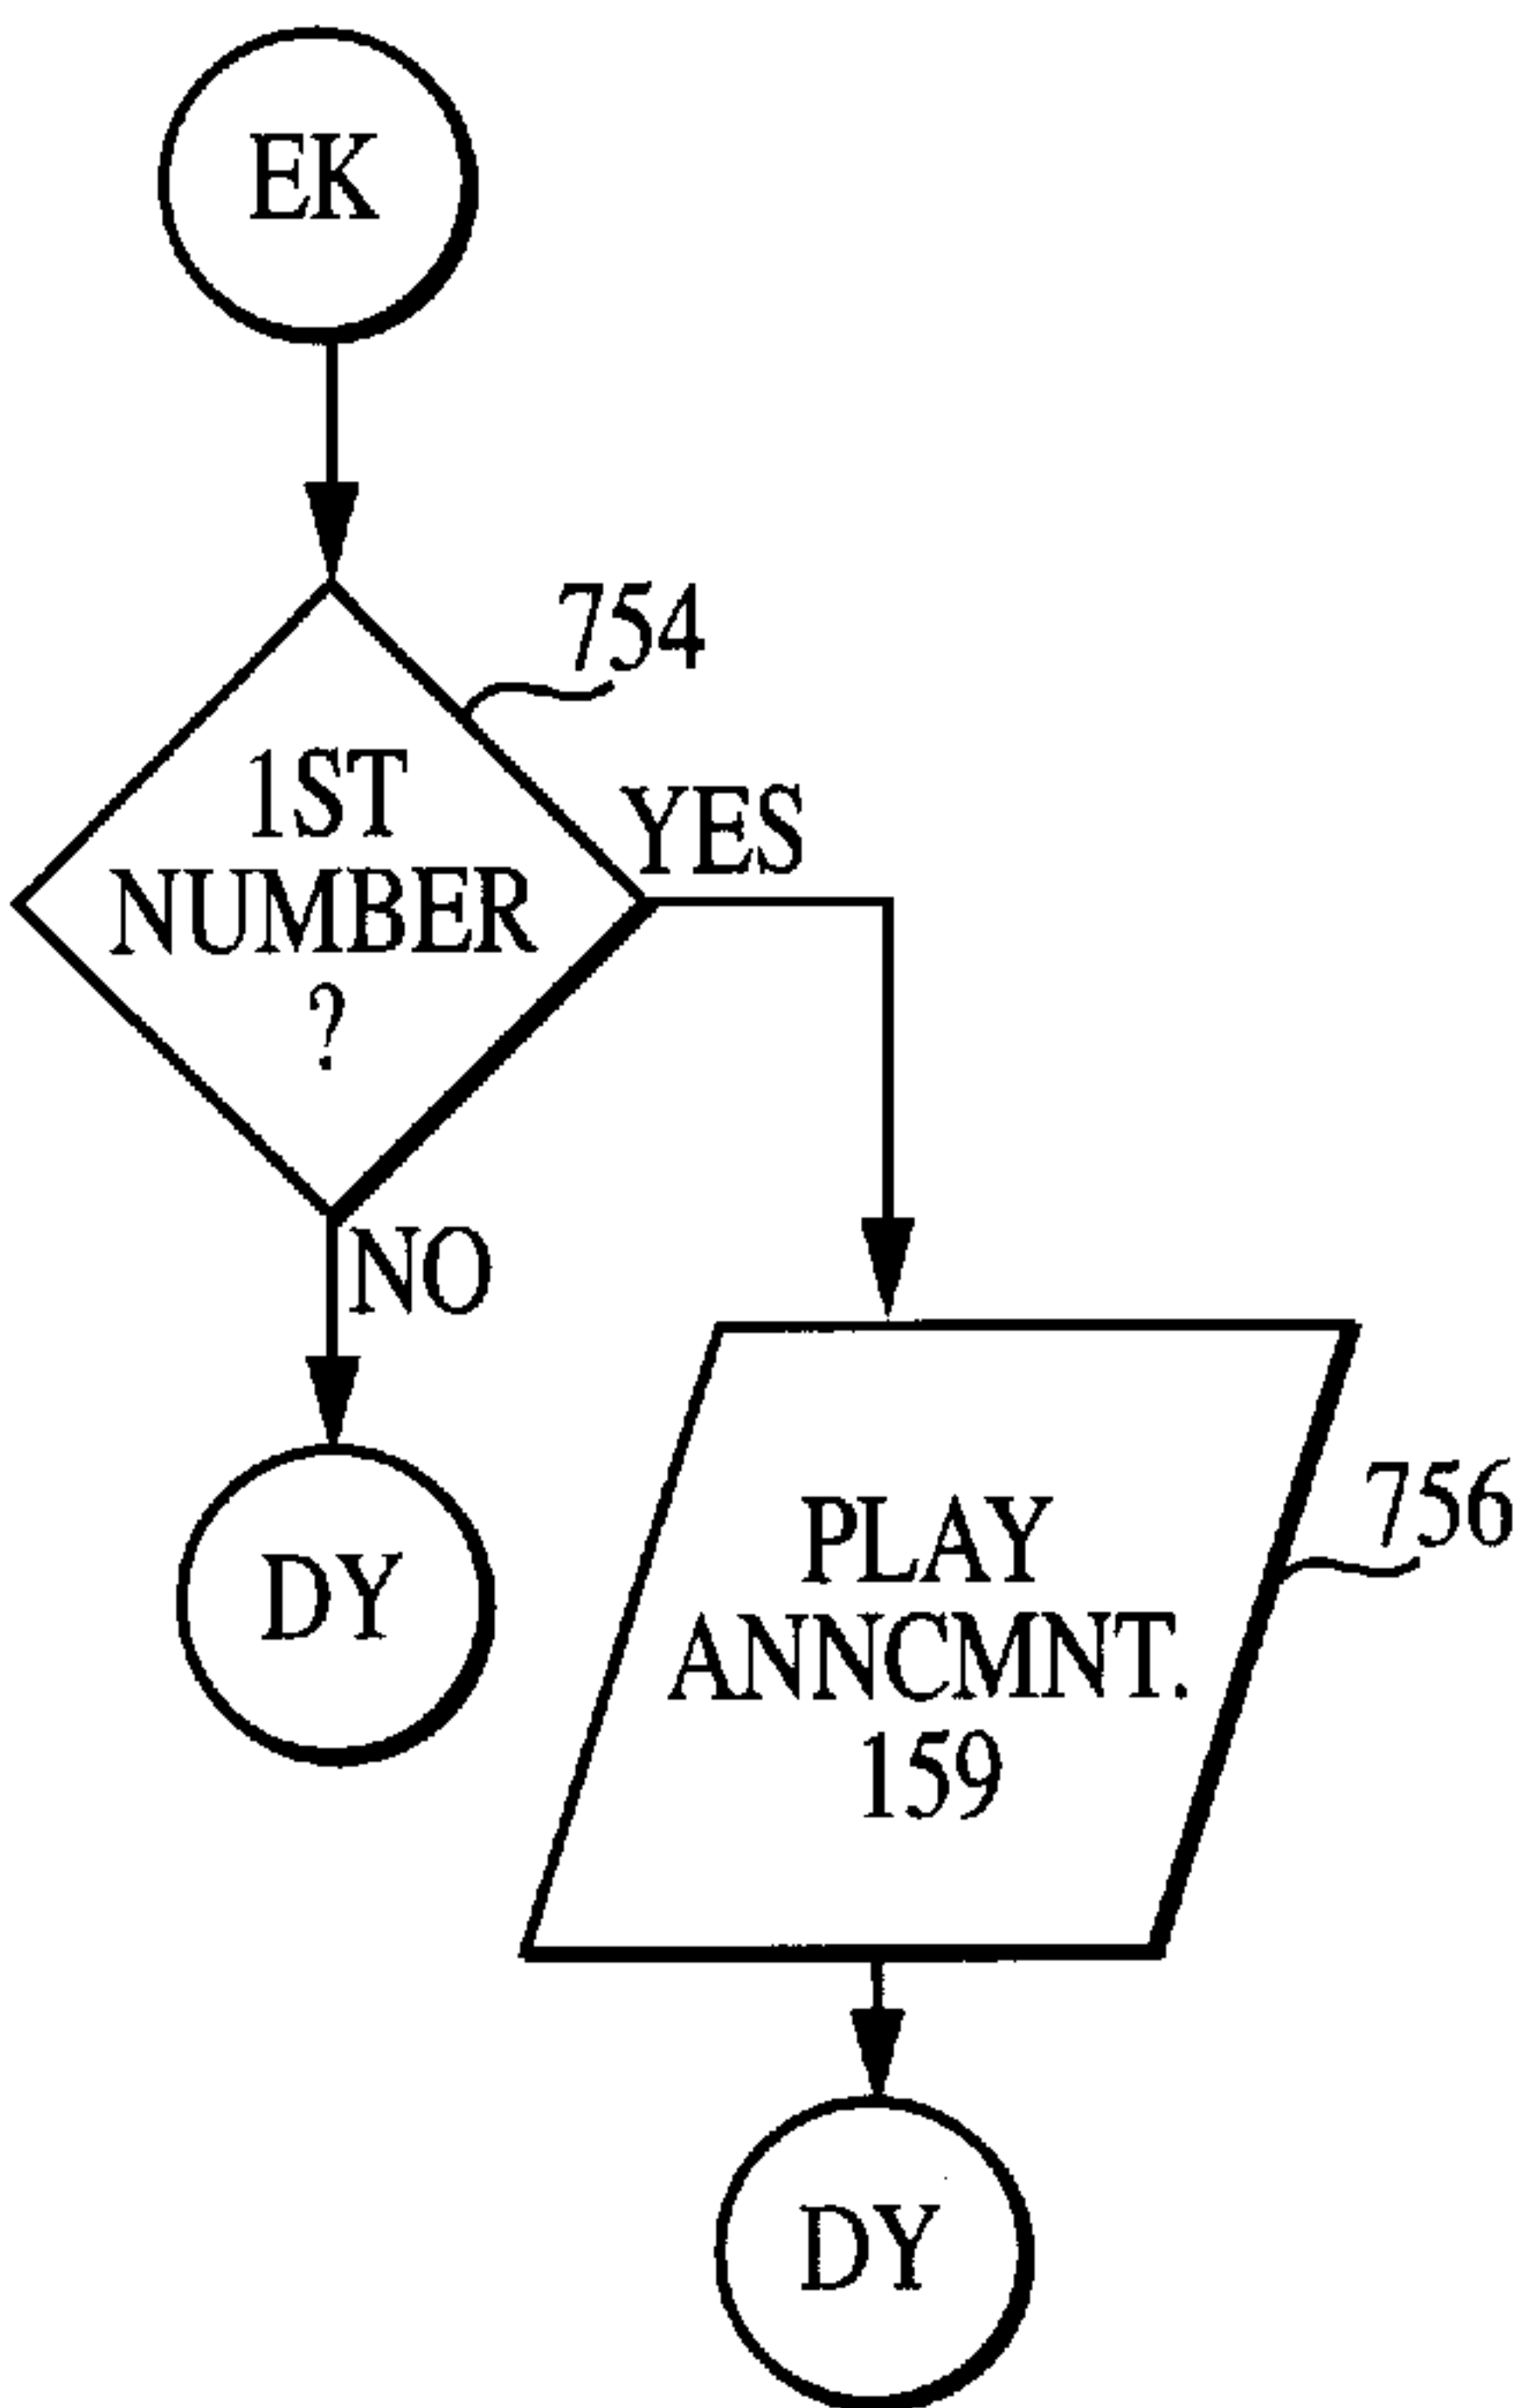 EK
754
1ST
NUMBER
?
YES
NO
DY
PLAY
ANNCMNT.
159
756
DY